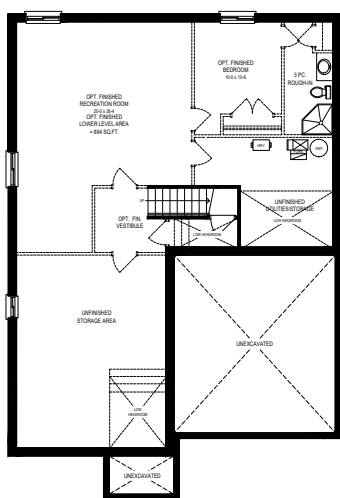 OPT. FINISHED
BEDROOM
10-0 x 10-6
3 PC.
ROUGH-IN
OPT. FINISHED
RECREATION ROOM
20-0 x 26-4
OPT. FINISHED
LOWER LEVEL AREA
= 864 SQ.FT.
HRV
HWT
UP
UNFINISHED
UTILITIES/STORAGE
LOW HEADROOM
OPT. FIN.
VESTIBULE
LOW HEADROOM
UNFINISHED
STORAGE AREA
UNEXCAVATED
LOW
HEADROOM
UNEXCAVATED